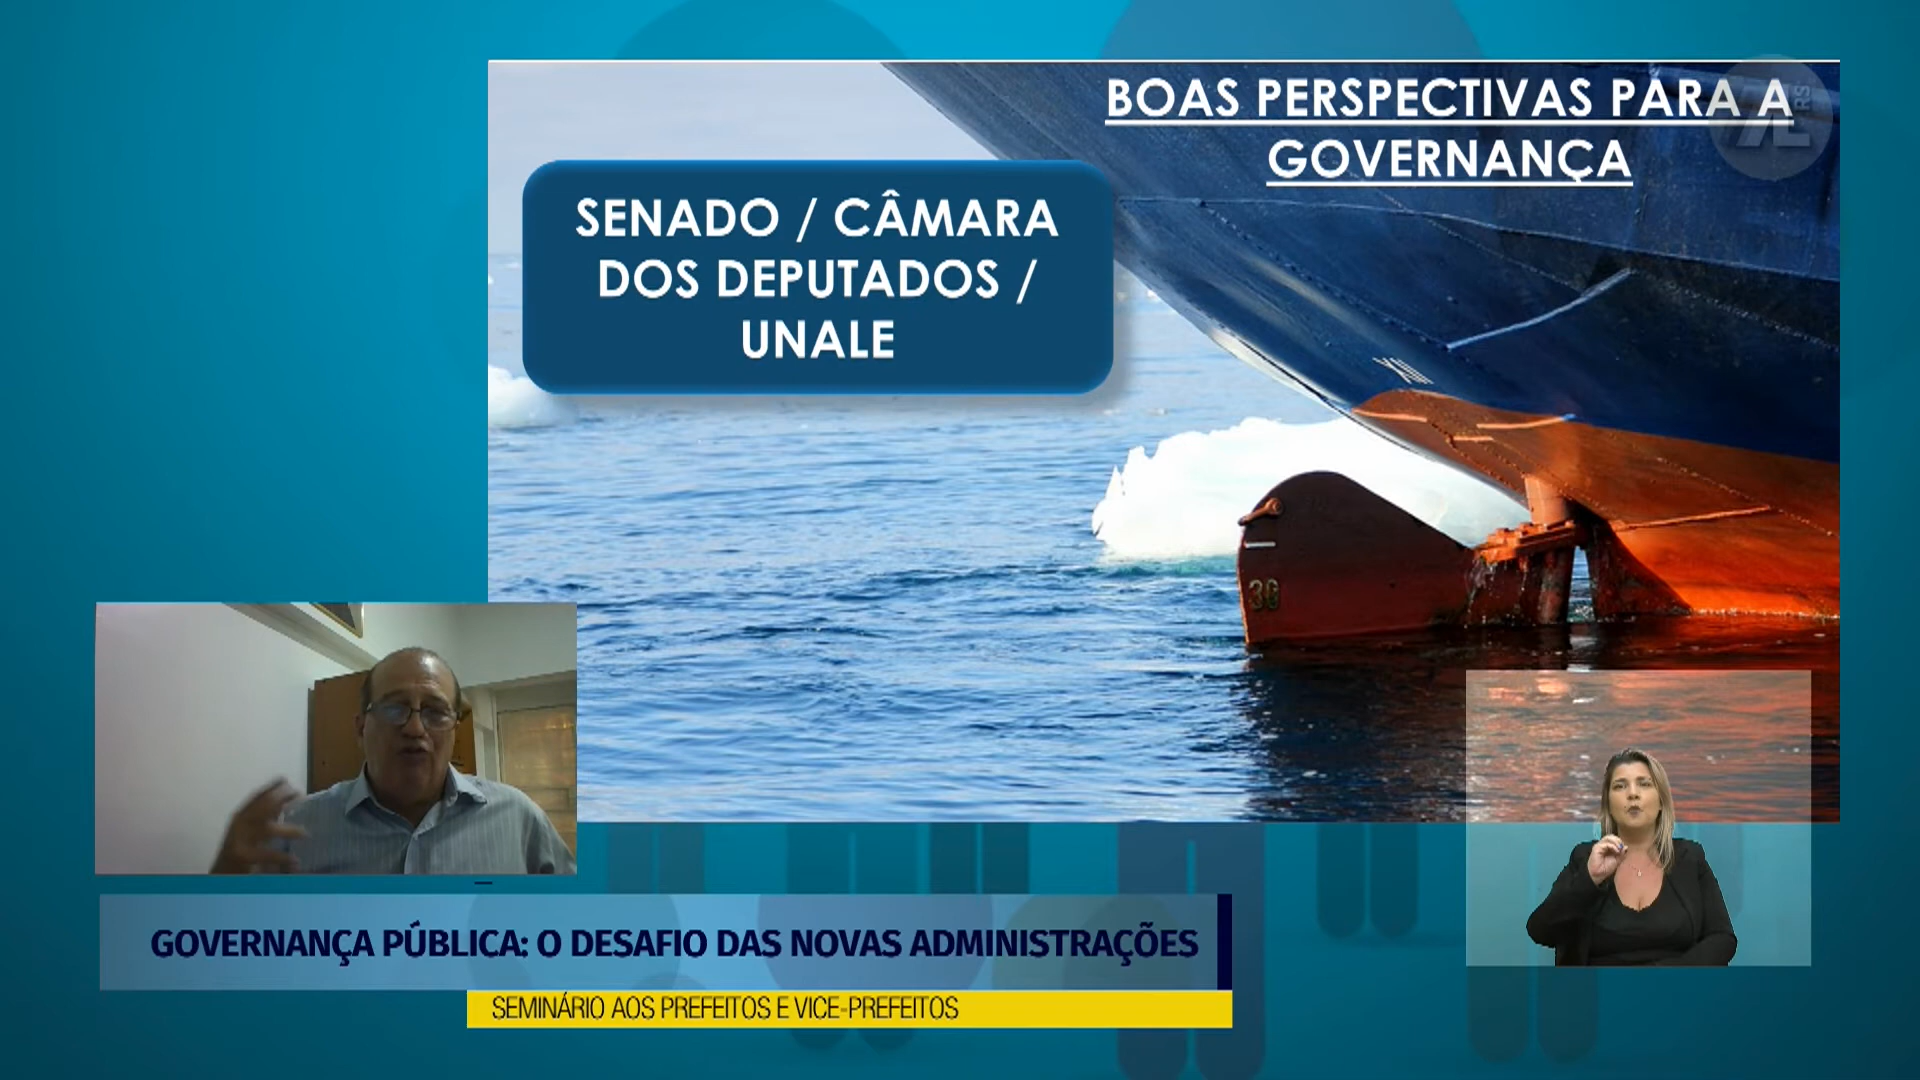 BOAS PERSPECTIVAS PARA A
GOVERNANÇA
SENADO / CÂMARA
DOS DEPUTADOS /
UNALE
38
GOVERNANÇA PÚBLICA: O DESAFIO DAS NOVAS ADMINISTRAÇÕES
SEMINÁRIO AOS PREFEITOS E VICE-PREFEITOS